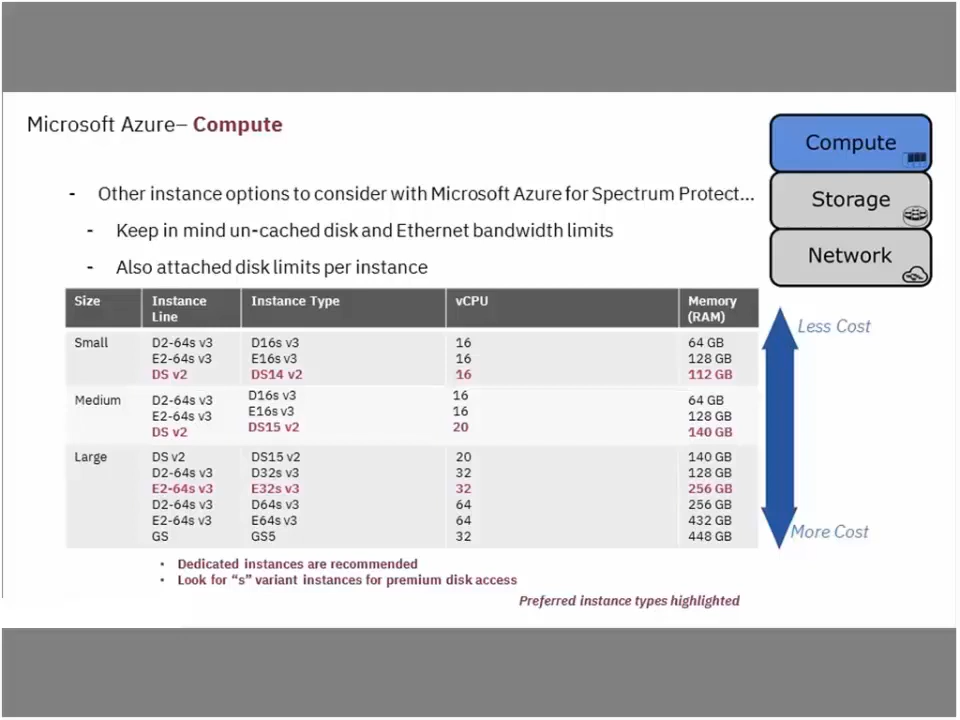 Microsoft Azure– Compute
Compute
Storage
Network
- Other instance options to consider with Microsoft Azure for Spectrum Protect...
- Keep in mind un-cached disk and Ethernet bandwidth limits
- Also attached disk limits per instance
Size Instance Line Instance Type vCPU Memory (RAM)
Small D2-64s v3 D16s v3 16 64 GB
E2-64s v3 E16s v3 16 128 GB
DS v2 DS14 v2 16 112 GB
Medium D2-64s v3 D16s v3 16 64 GB
E2-64s v3 E16s v3 16 128 GB
DS v2 DS15 v2 20 140 GB
Large DS v2 DS15 v2 20 140 GB
D2-64s v3 D32s v3 32 128 GB
E2-64s v3 E32s v3 32 256 GB
D2-64s v3 D64s v3 64 256 GB
E2-64s v3 E64s v3 64 432 GB
GS GS5 32 448 GB
Less Cost
More Cost
• Dedicated instances are recommended
• Look for “s” variant instances for premium disk access
Preferred instance types highlighted